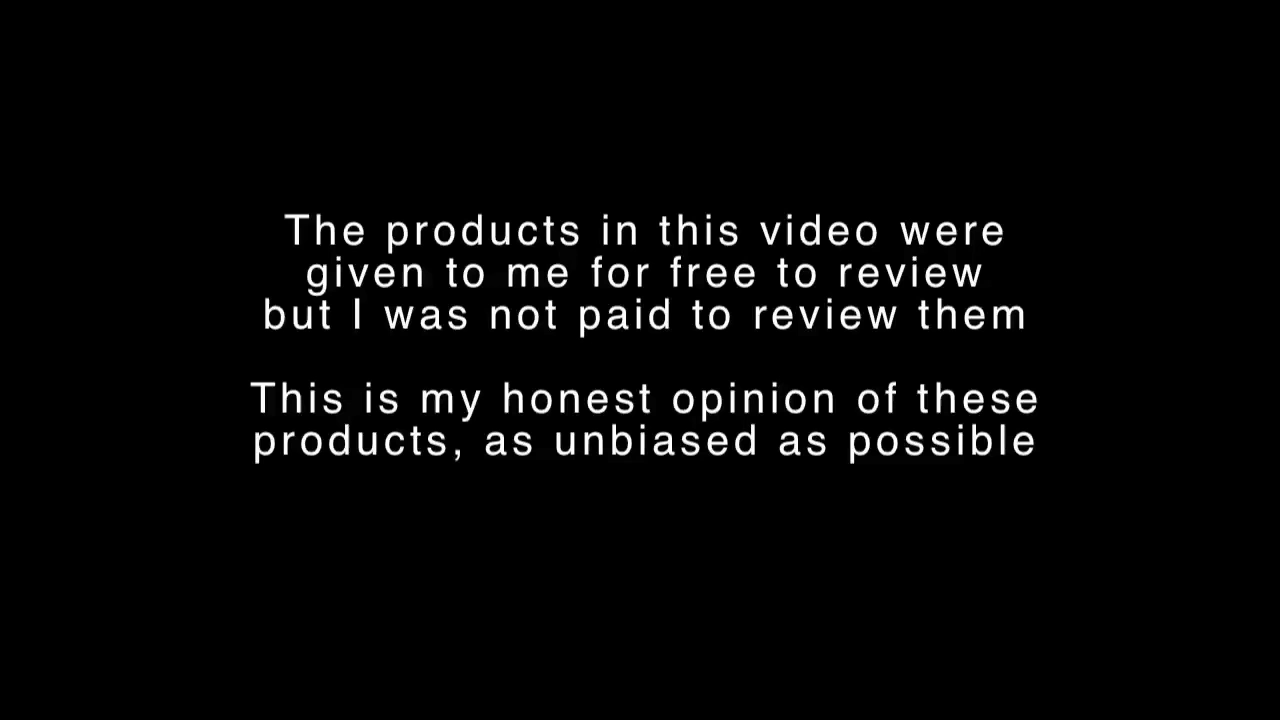 The products in this video were
given to me for free to review
but I was not paid to review them
This is my honest opinion of these
products, as unbiased as possible